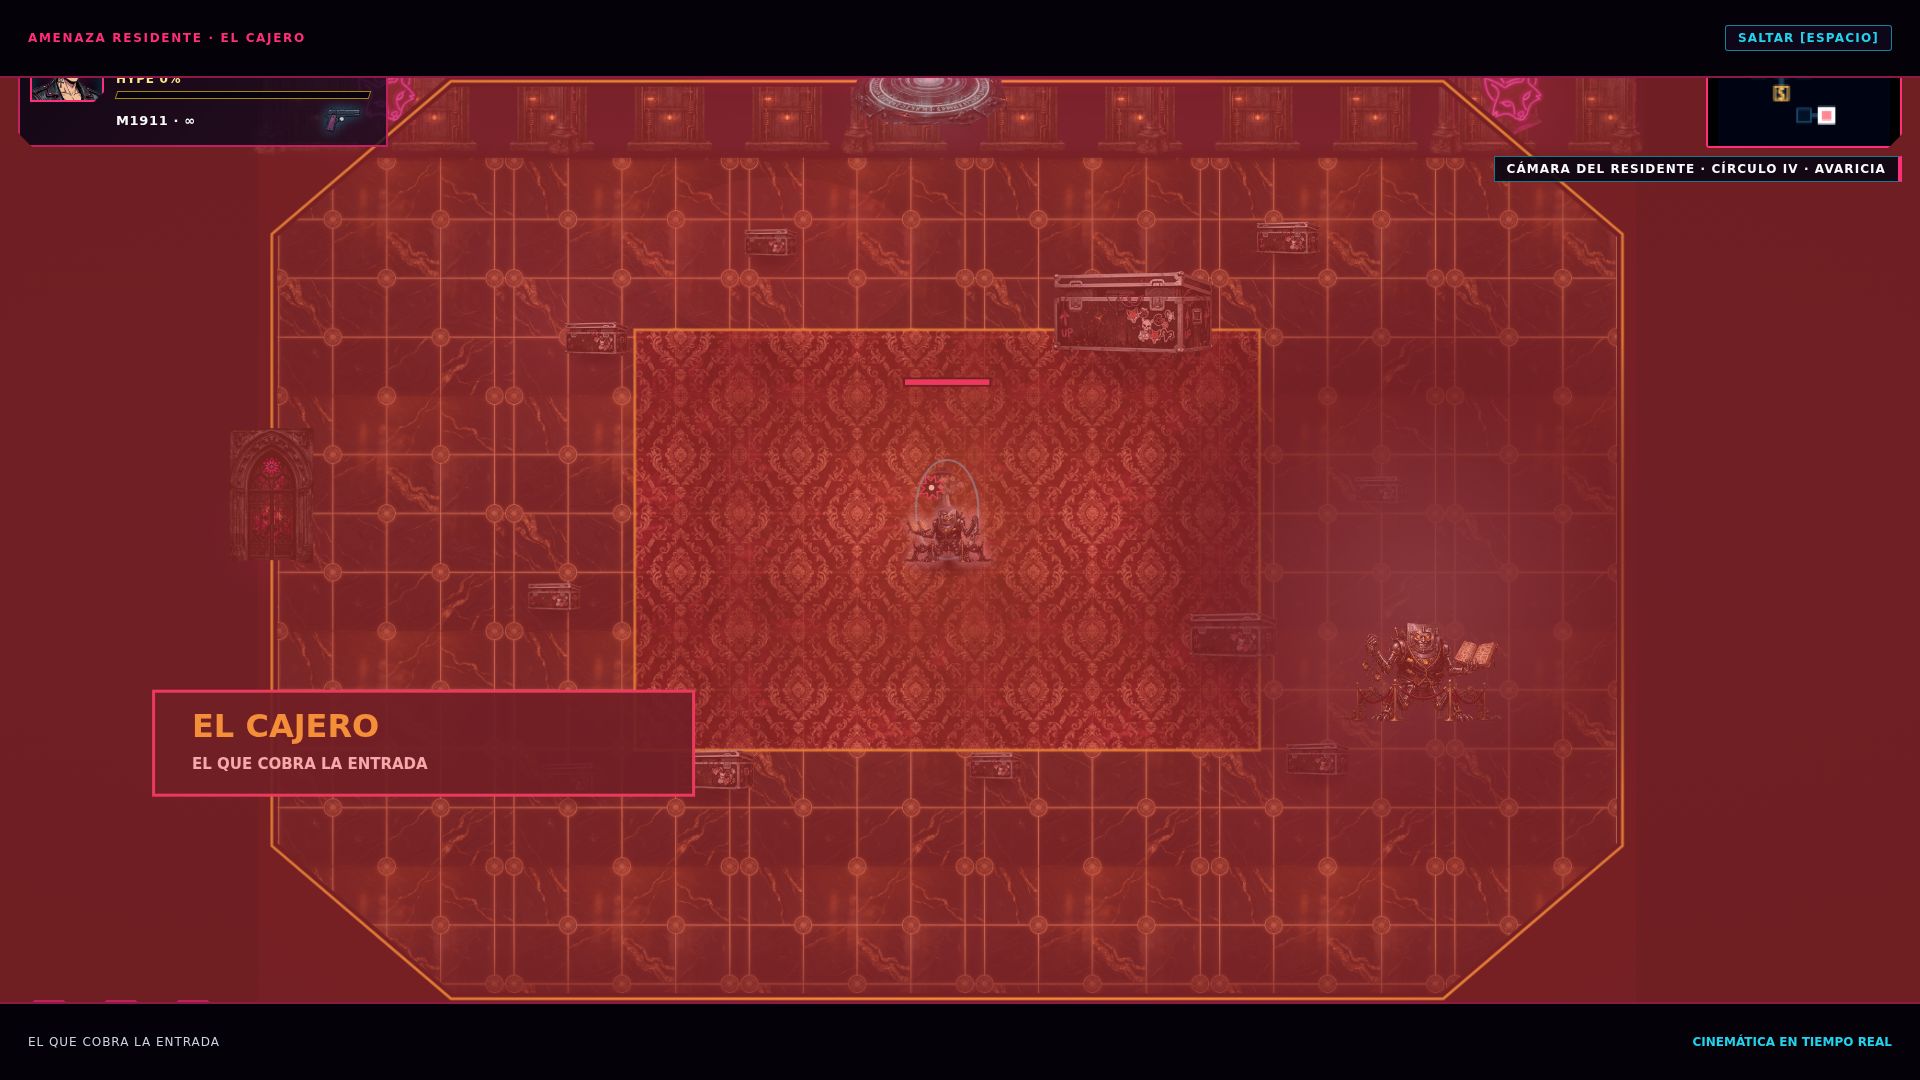 AMENAZA RESIDENTE · EL CAJERO
SALTAR [ESPACIO]
HYPE 0%
M1911 · ∞
CÁMARA DEL RESIDENTE · CÍRCULO IV · AVARICIA
EL CAJERO
EL QUE COBRA LA ENTRADA
EL QUE COBRA LA ENTRADA
CINEMÁTICA EN TIEMPO REAL